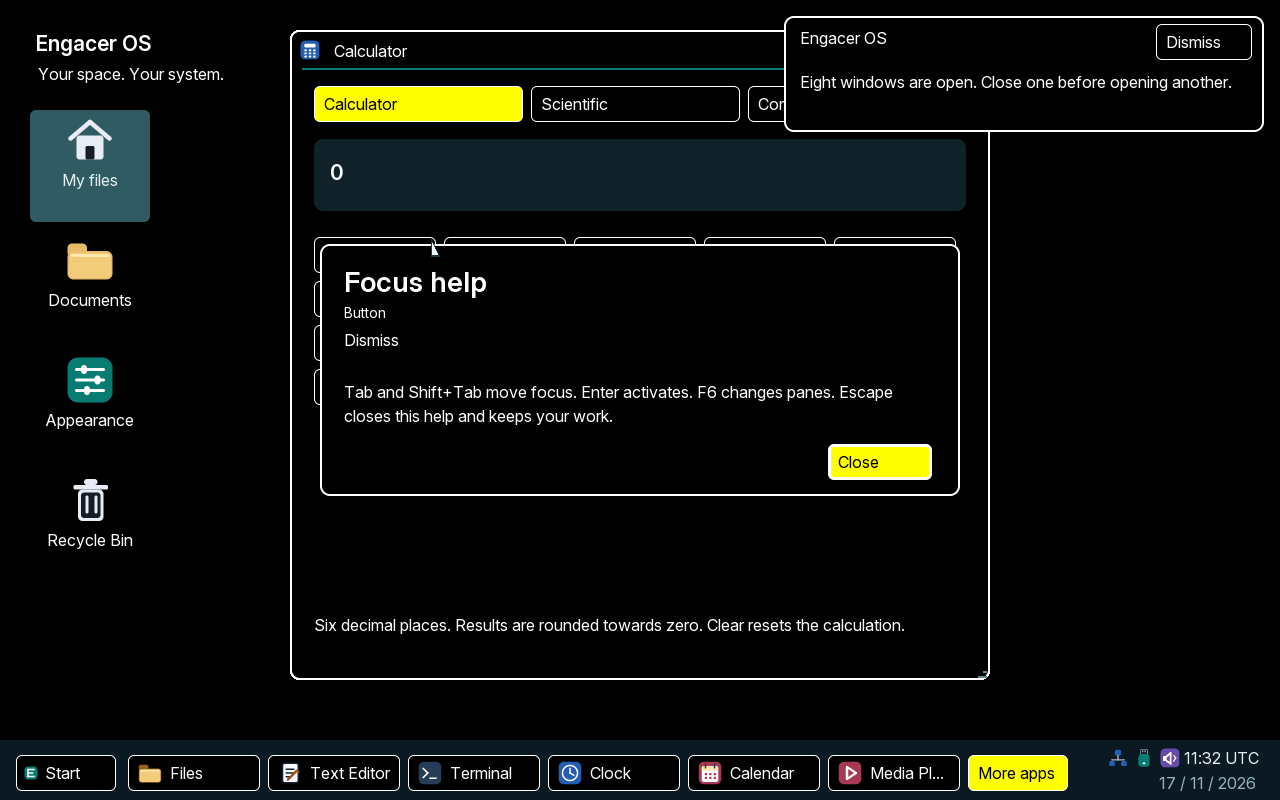 Engacer OS
Your space. Your system.
My files
Documents
Appearance
Recycle Bin
Calculator
Calculator
Scientific
Engacer OS
Dismiss
Eight windows are open. Close one before opening another.
0
Focus help
Button
Dismiss
Tab and Shift+Tab move focus. Enter activates. F6 changes panes. Escape
closes this help and keeps your work.
Close
Six decimal places. Results are rounded towards zero. Clear resets the calculation.
Start
Files
Text Editor
Terminal
Clock
Calendar
Media Pl...
More apps
11:32 UTC
17 / 11 / 2026